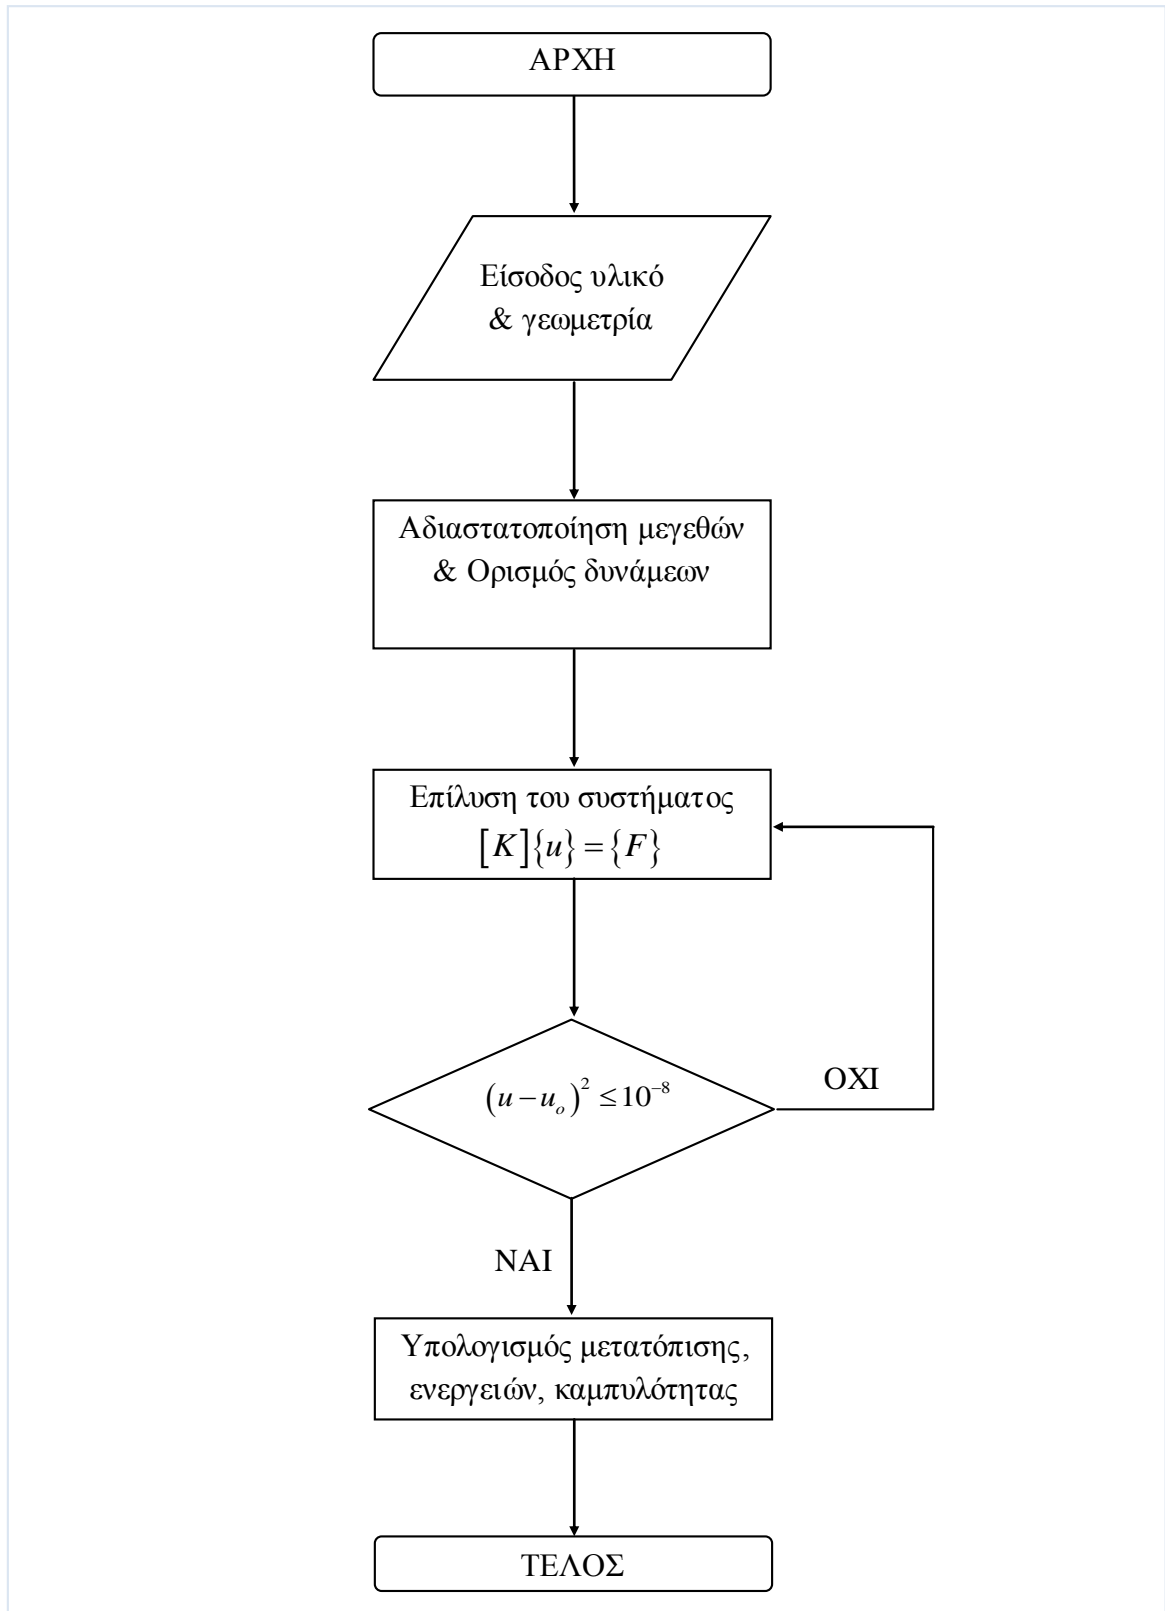 ΑΡΧΗ
Είσοδος υλικό
& γεωμετρία
Αδιαστατοποίηση μεγεθών
& Ορισμός δυνάμεων
Επίλυση του συστήματος
[K]{u} = {F}
(u − u_o)^2 ≤ 10^{−8}
ΟΧΙ
ΝΑΙ
Υπολογισμός μετατόπισης,
ενεργειών, καμπυλότητας
ΤΕΛΟΣ